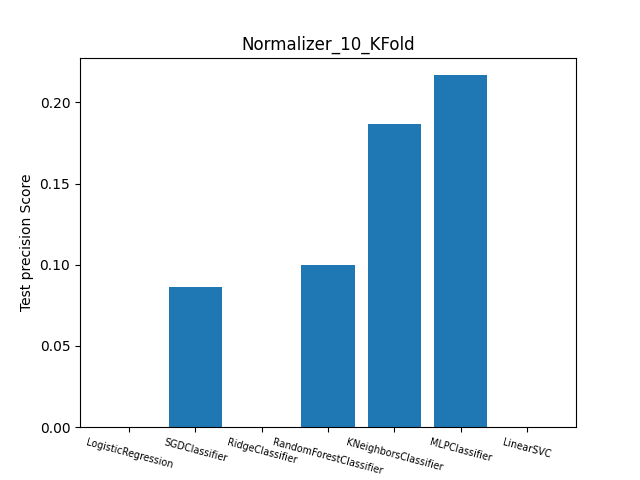 Normalizer_10_KFold
Test precision Score
0.20
0.15
0.10
0.05
0.00
LogisticRegression
SGDClassifier
RidgeClassifier
RandomForestClassifier
KNeighborsClassifier
MLPClassifier
LinearSVC